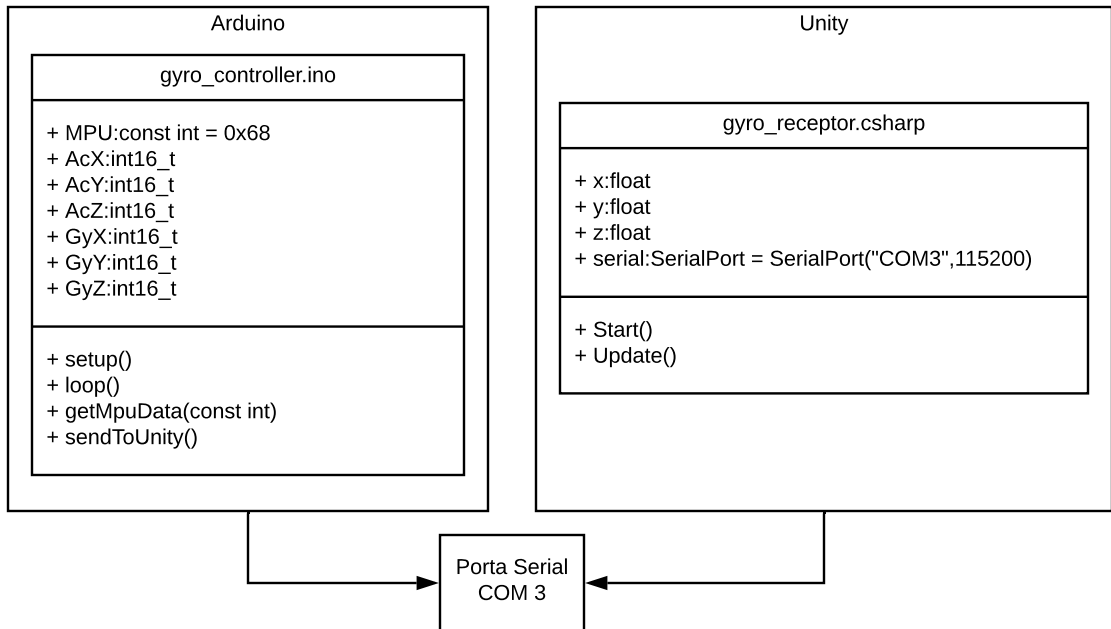 Arduino
gyro_controller.ino
+ MPU:const int = 0x68
+ AcX:int16_t
+ AcY:int16_t
+ AcZ:int16_t
+ GyX:int16_t
+ GyY:int16_t
+ GyZ:int16_t
+ setup()
+ loop()
+ getMpuData(const int)
+ sendToUnity()
Unity
gyro_receptor.csharp
+ x:float
+ y:float
+ z:float
+ serial:SerialPort = SerialPort("COM3",115200)
+ Start()
+ Update()
Porta Serial
COM 3